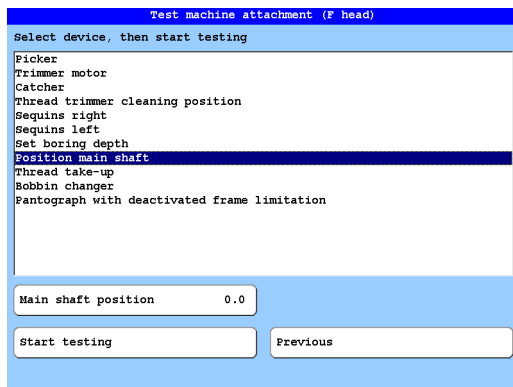 Test machine attachment (F head)
Select device, then start testing
Picker
Trimmer motor
Catcher
Thread trimmer cleaning position
Sequins right
Sequins left
Set boring depth
Position main shaft
Thread take-up
Bobbin changer
Pantograph with deactivated frame limitation
Main shaft position 0.0
Start testing Previous